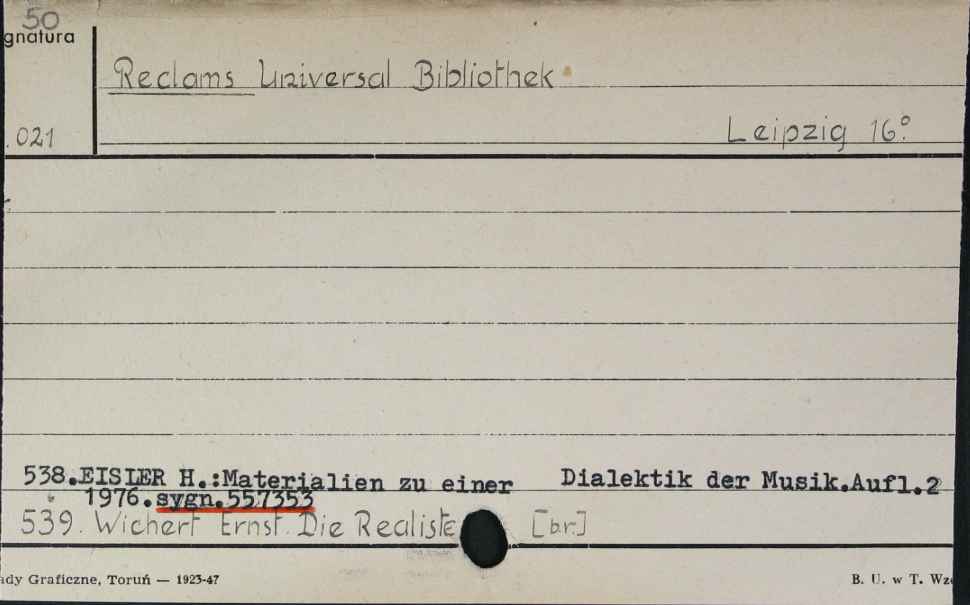 50
gnatura
Reclams Universal Bibliothek
.021
Leipzig 16°.
538.EISLER H.:Materialien zu einer Dialektik der Musik.Aufl.2
1976.sygn.557353
539. Wichert Ernst. Die Realiste [br.]
ady Graficzne, Toruń — 1923-47
B. U. w T. Wzó